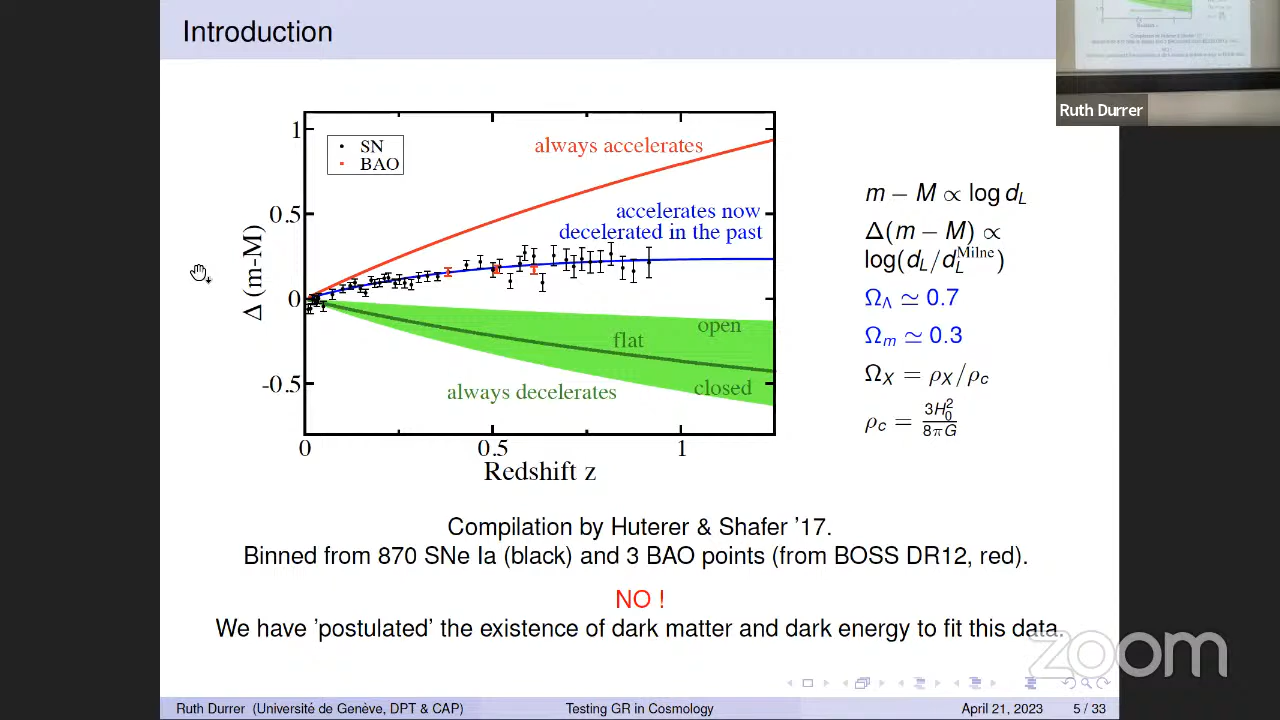 Introduction
Ruth Durrer
1
0.5
0
-0.5
Δ (m-M)
SN
BAO
always accelerates
accelerates now
decelerated in the past
open
flat
closed
always decelerates
0
0.5
1
Redshift z
m − M ∝ log d_L
Δ(m − M) ∝
log(d_L/d_L^Milne)
Ω_Λ ≃ 0.7
Ω_m ≃ 0.3
Ω_X = ρ_X/ρ_c
ρ_c = 3H_0^2/8πG
Compilation by Huterer & Shafer '17.
Binned from 870 SNe Ia (black) and 3 BAO points (from BOSS DR12, red).
NO !
We have 'postulated' the existence of dark matter and dark energy to fit this data.
zoom
Ruth Durrer (Université de Genève, DPT & CAP)
Testing GR in Cosmology
April 21, 2023
5 / 33